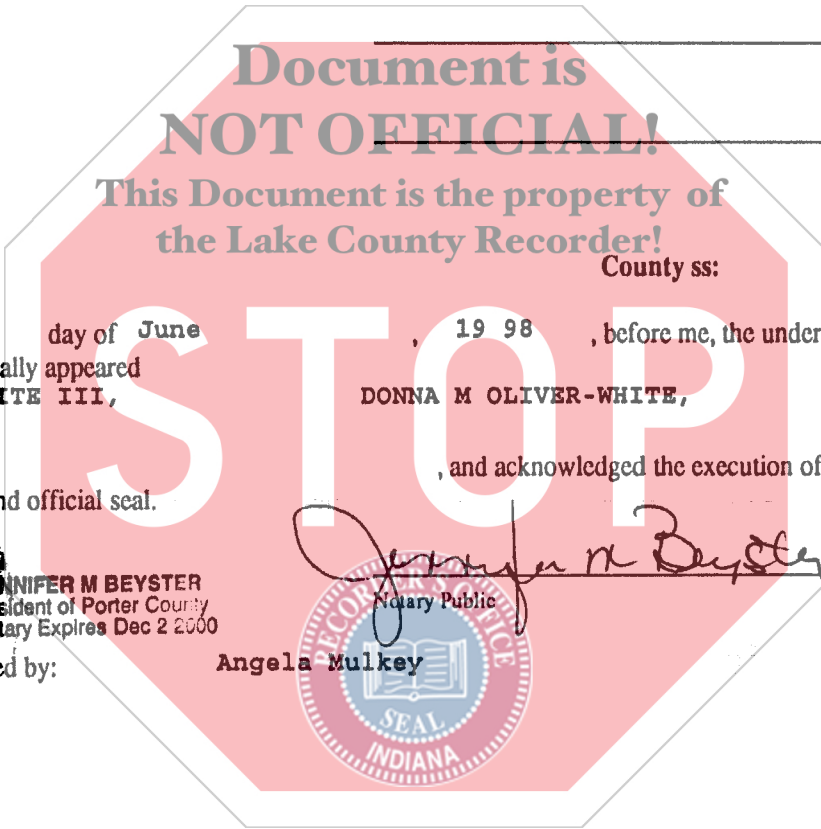 Document is
NOT OFFICIAL!
This Document is the property of
the Lake County Recorder!
County ss:
day of June , 19 98 , before me, the under
ally appeared
ITE III, DONNA M OLIVER-WHITE,
, and acknowledged the execution of
nd official seal.
STOP
Jennifer M Beyster
NNIFER M BEYSTER
sident of Porter County
tary Expires Dec 2 2000
Notary Public
ed by: Angela Mulkey
RECORDER'S OFFICE
SEAL
INDIANA